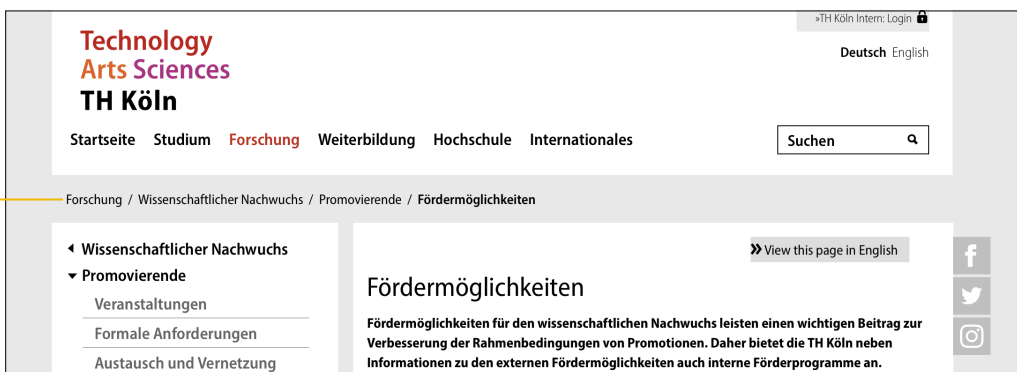 »TH Köln Intern: Login
Technology
Arts Sciences
TH Köln
Deutsch English
Startseite Studium Forschung Weiterbildung Hochschule Internationales
Suchen
Forschung / Wissenschaftlicher Nachwuchs / Promovierende / Fördermöglichkeiten
Wissenschaftlicher Nachwuchs
Promovierende
Veranstaltungen
Formale Anforderungen
Austausch und Vernetzung
» View this page in English
Fördermöglichkeiten
Fördermöglichkeiten für den wissenschaftlichen Nachwuchs leisten einen wichtigen Beitrag zur
Verbesserung der Rahmenbedingungen von Promotionen. Daher bietet die TH Köln neben
Informationen zu den externen Fördermöglichkeiten auch interne Förderprogramme an.